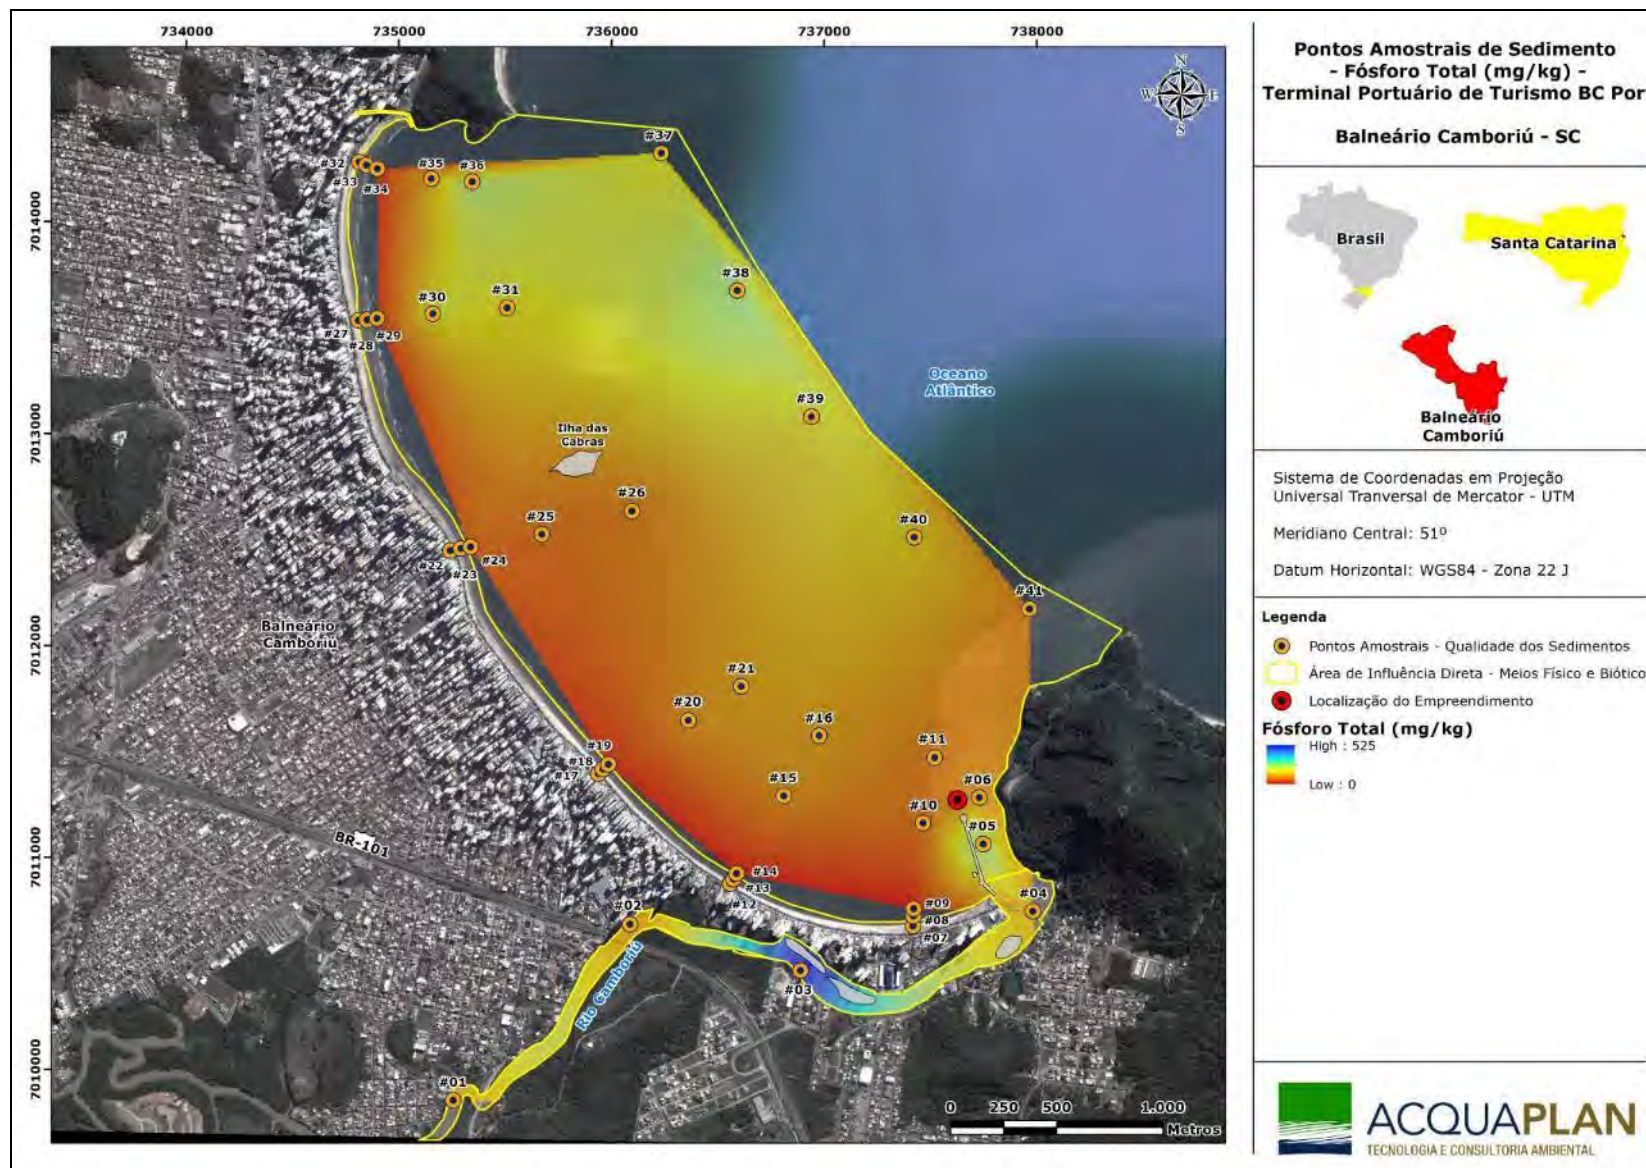 734000
735000
736000
737000
738000
7014000
7013000
7012000
7011000
7010000
N
W
E
S
#37
#32
#33
#34
#35
#36
#38
#30
#31
#27
#28
#29
#39
Oceano
Atlântico
Ilha das
Cabras
#26
#25
#40
#22
#23
#24
#41
Balneário
Camboriú
#21
#20
#16
#19
#18
#17
#11
#15
#06
#10
#05
BR-101
#14
#13
#12
#09
#08
#07
#04
#02
#03
Rio Camboriú
#01
0 250 500 1.000
Metros
Pontos Amostrais de Sedimento
- Fósforo Total (mg/kg) -
Terminal Portuário de Turismo BC Por
Balneário Camboriú - SC
Brasil
Santa Catarina
Balneário
Camboriú
Sistema de Coordenadas em Projeção
Universal Tranversal de Mercator - UTM
Meridiano Central: 51º
Datum Horizontal: WGS84 - Zona 22 J
Legenda
Pontos Amostrais - Qualidade dos Sedimentos
Área de Influência Direta - Meios Físico e Biótico
Localização do Empreendimento
Fósforo Total (mg/kg)
High : 525
Low : 0
ACQUAPLAN
TECNOLOGIA E CONSULTORIA AMBIENTAL